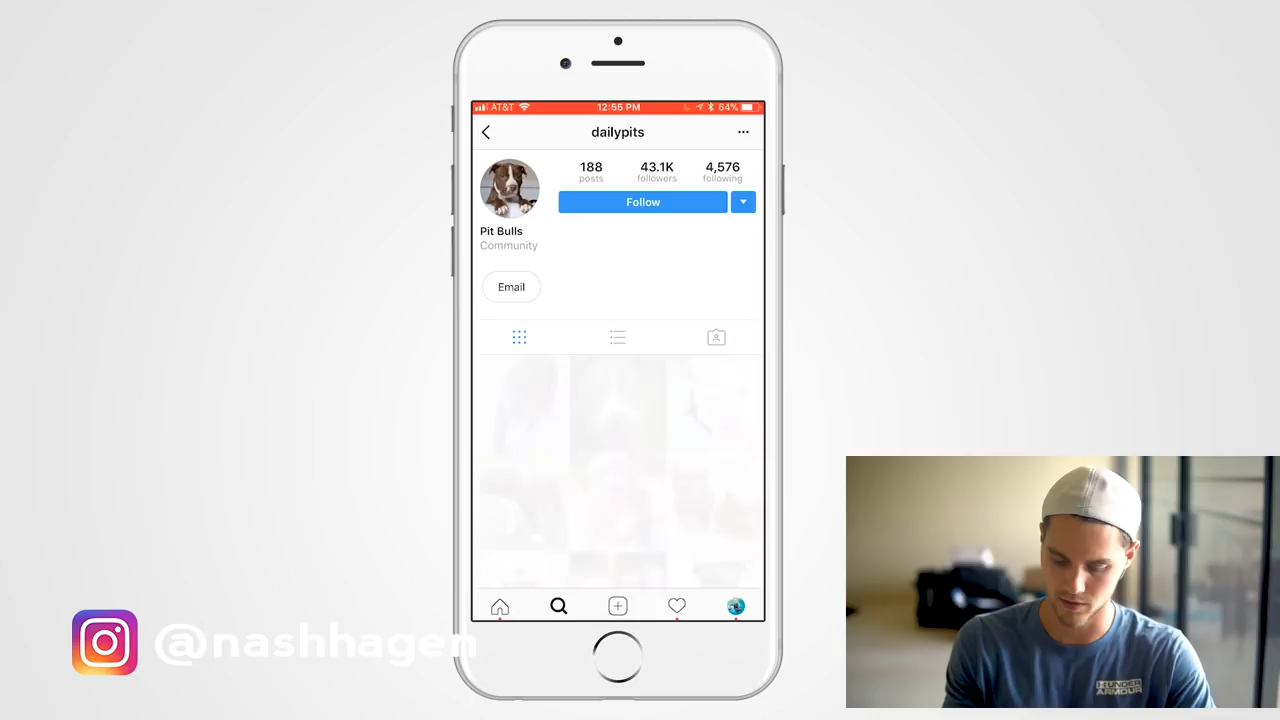 AT&T 12:55 PM 64%
dailypits
188 43.1K 4,576
posts followers following
Follow
Pit Bulls
Community
Email
@nashhagen
UNDER
ARMOUR